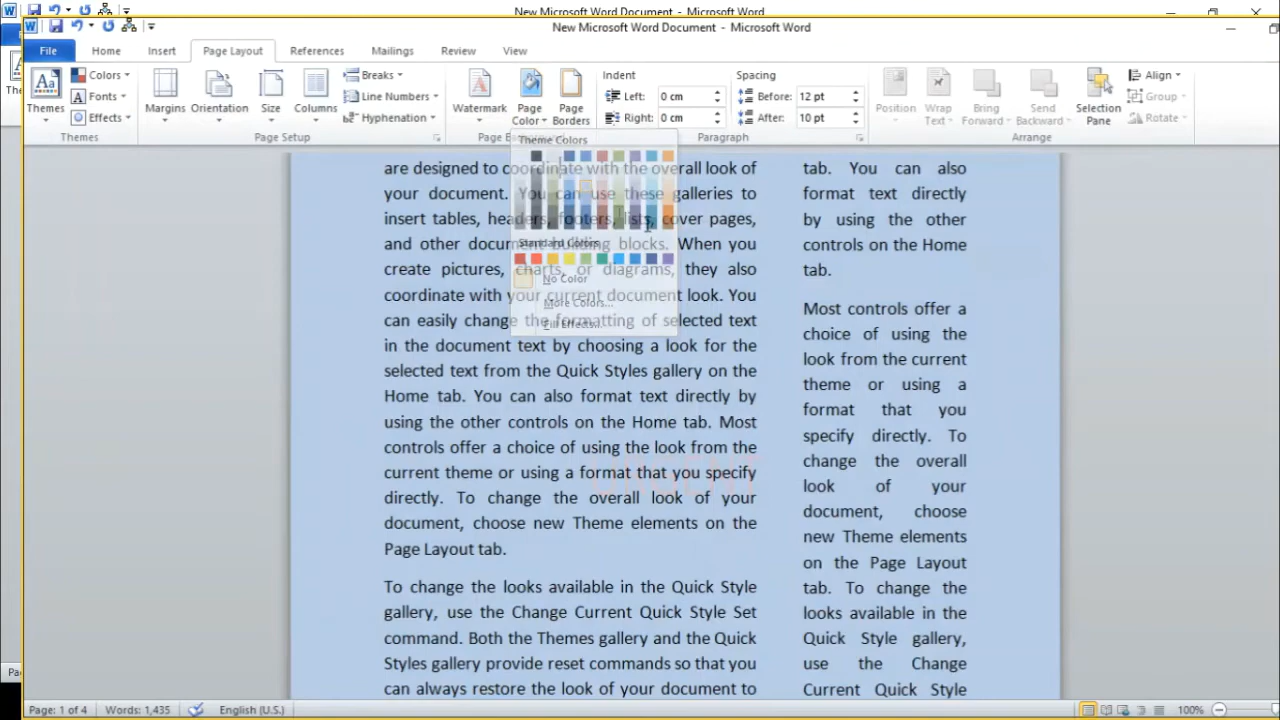 New Microsoft Word Document - Microsoft Word
New Microsoft Word Document - Microsoft Word
File Home Insert Page Layout References Mailings Review View
Themes
Colors
Fonts
Effects
Themes
Margins
Orientation
Size
Columns
Breaks
Line Numbers
Hyphenation
Page Setup
Watermark
Page Color
Page Borders
Indent
Left: 0 cm
Right: 0 cm
Spacing
Before: 12 pt
After: 10 pt
Paragraph
Position
Wrap Text
Bring Forward
Send Backward
Selection Pane
Align
Group
Rotate
Arrange
Theme Colors
Standard Colors
No Color
More Colors...
Fill Effects...
are designed to coordinate with the overall look of
your document. You can use these galleries to
insert tables, headers, footers, lists, cover pages,
and other document building blocks. When you
create pictures, charts, or diagrams, they also
coordinate with your current document look. You
can easily change the formatting of selected text
in the document text by choosing a look for the
selected text from the Quick Styles gallery on the
Home tab. You can also format text directly by
using the other controls on the Home tab. Most
controls offer a choice of using the look from the
current theme or using a format that you specify
directly. To change the overall look of your
document, choose new Theme elements on the
Page Layout tab.
To change the looks available in the Quick Style
gallery, use the Change Current Quick Style Set
command. Both the Themes gallery and the Quick
Styles gallery provide reset commands so that you
can always restore the look of your document to
tab. You can also
format text directly
by using the other
controls on the Home
tab.
Most controls offer a
choice of using the
look from the current
theme or using a
format that you
specify directly. To
change the overall
look of your
document, choose
new Theme elements
on the Page Layout
tab. To change the
looks available in the
Quick Style gallery,
use the Change
Current Quick Style
Page: 1 of 4 Words: 1,435 English (U.S.) 100%